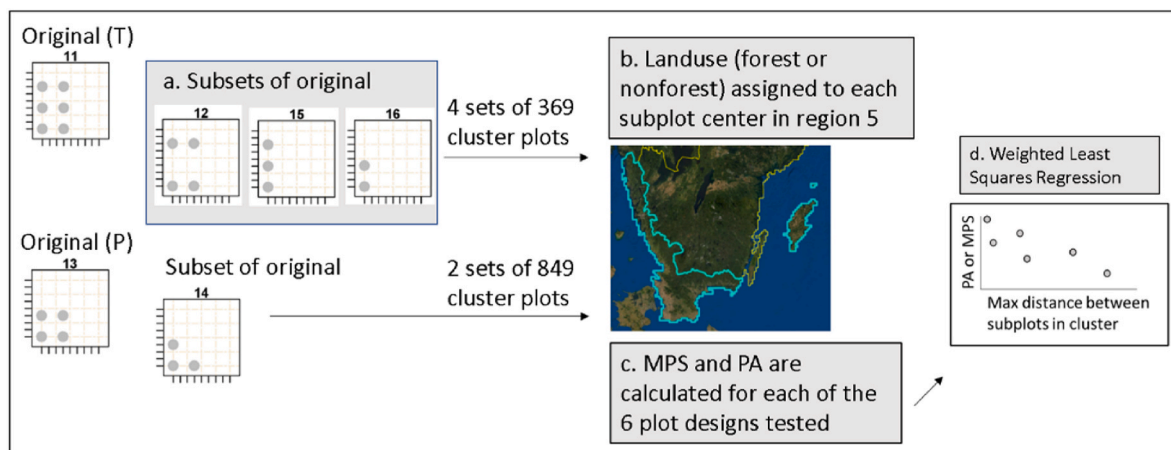 Original (T)
11
a. Subsets of original
12
15
16
4 sets of 369
cluster plots
b. Landuse (forest or
nonforest) assigned to each
subplot center in region 5
d. Weighted Least
Squares Regression
PA or MPS
Max distance between
subplots in cluster
Original (P)
13
Subset of original
14
2 sets of 849
cluster plots
c. MPS and PA are
calculated for each of the
6 plot designs tested